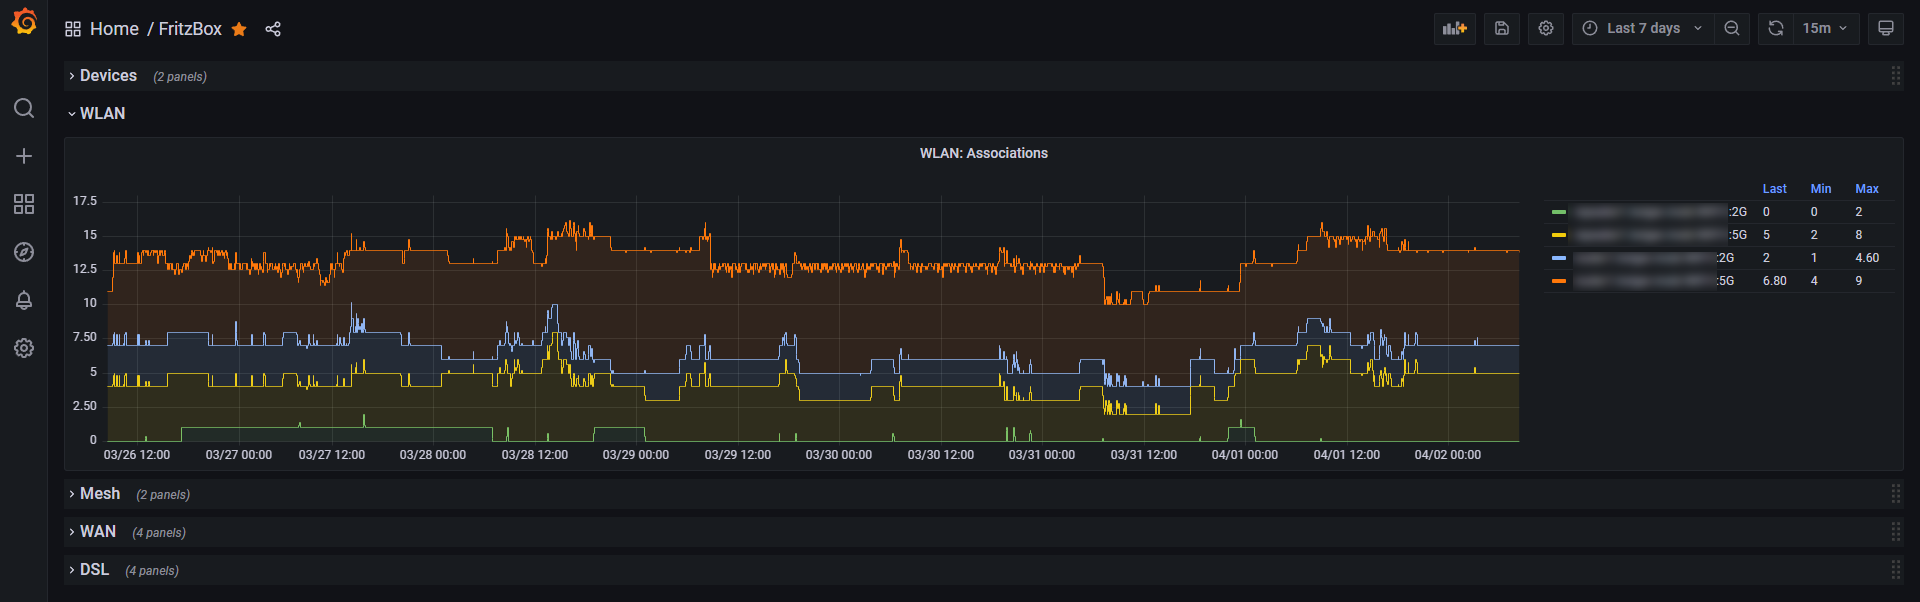 Home / FritzBox
Last 7 days
15m
Devices (2 panels)
WLAN
WLAN: Associations
17.5
15
12.5
10
7.50
5
2.50
0
03/26 12:00 03/27 00:00 03/27 12:00 03/28 00:00 03/28 12:00 03/29 00:00 03/29 12:00 03/30 00:00 03/30 12:00 03/31 00:00 03/31 12:00 04/01 00:00 04/01 12:00 04/02 00:00
Last Min Max
:2G 0 0 2
:5G 5 2 8
:2G 2 1 4.60
:5G 6.80 4 9
Mesh (2 panels)
WAN (4 panels)
DSL (4 panels)